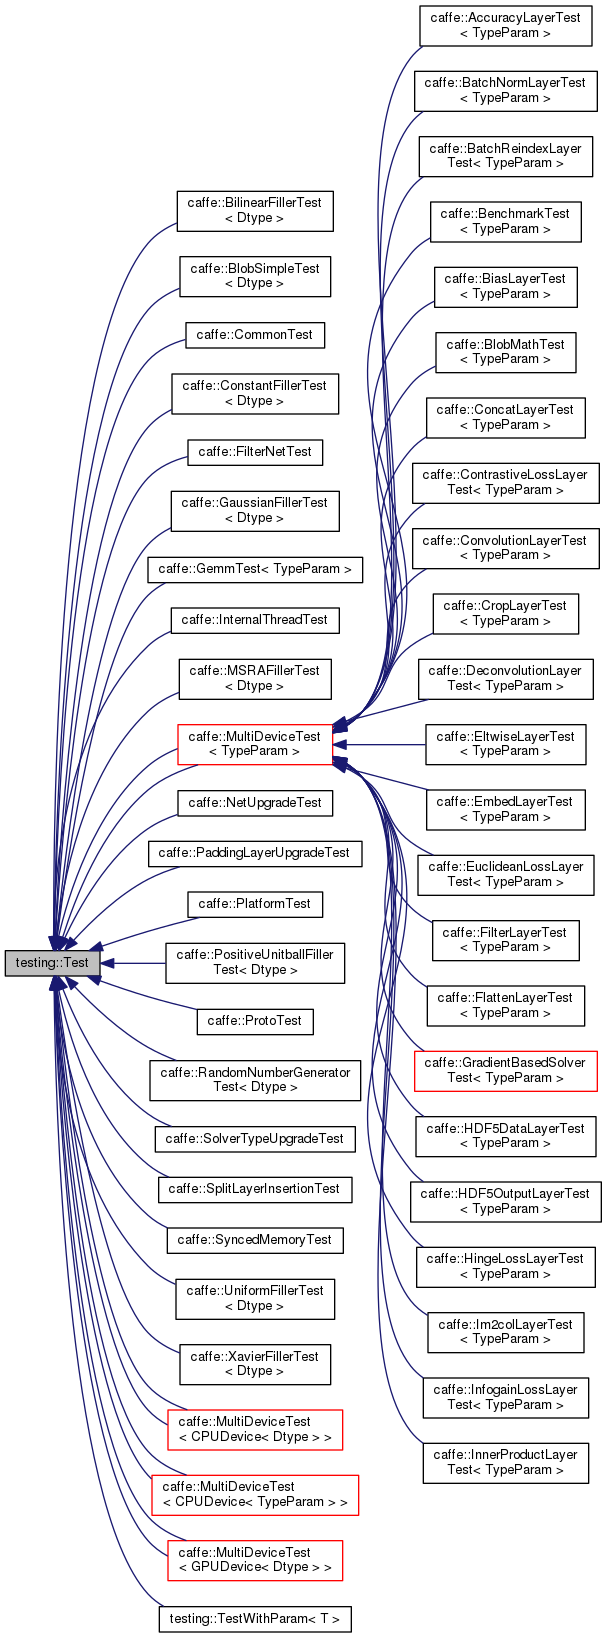 testing::Test
caffe::BilinearFillerTest
< Dtype >
caffe::BlobSimpleTest
< Dtype >
caffe::CommonTest
caffe::ConstantFillerTest
< Dtype >
caffe::FilterNetTest
caffe::GaussianFillerTest
< Dtype >
caffe::GemmTest< TypeParam >
caffe::InternalThreadTest
caffe::MSRAFillerTest
< Dtype >
caffe::MultiDeviceTest
< TypeParam >
caffe::NetUpgradeTest
caffe::PaddingLayerUpgradeTest
caffe::PlatformTest
caffe::PositiveUnitballFiller
Test< Dtype >
caffe::ProtoTest
caffe::RandomNumberGenerator
Test< Dtype >
caffe::SolverTypeUpgradeTest
caffe::SplitLayerInsertionTest
caffe::SyncedMemoryTest
caffe::UniformFillerTest
< Dtype >
caffe::XavierFillerTest
< Dtype >
caffe::MultiDeviceTest
< CPUDevice< Dtype > >
caffe::MultiDeviceTest
< CPUDevice< TypeParam > >
caffe::MultiDeviceTest
< GPUDevice< Dtype > >
testing::TestWithParam< T >
caffe::AccuracyLayerTest
< TypeParam >
caffe::BatchNormLayerTest
< TypeParam >
caffe::BatchReindexLayer
Test< TypeParam >
caffe::BenchmarkTest
< TypeParam >
caffe::BiasLayerTest
< TypeParam >
caffe::BlobMathTest
< TypeParam >
caffe::ConcatLayerTest
< TypeParam >
caffe::ContrastiveLossLayer
Test< TypeParam >
caffe::ConvolutionLayerTest
< TypeParam >
caffe::CropLayerTest
< TypeParam >
caffe::DeconvolutionLayer
Test< TypeParam >
caffe::EltwiseLayerTest
< TypeParam >
caffe::EmbedLayerTest
< TypeParam >
caffe::EuclideanLossLayer
Test< TypeParam >
caffe::FilterLayerTest
< TypeParam >
caffe::FlattenLayerTest
< TypeParam >
caffe::GradientBasedSolver
Test< TypeParam >
caffe::HDF5DataLayerTest
< TypeParam >
caffe::HDF5OutputLayerTest
< TypeParam >
caffe::HingeLossLayerTest
< TypeParam >
caffe::Im2colLayerTest
< TypeParam >
caffe::InfogainLossLayer
Test< TypeParam >
caffe::InnerProductLayer
Test< TypeParam >